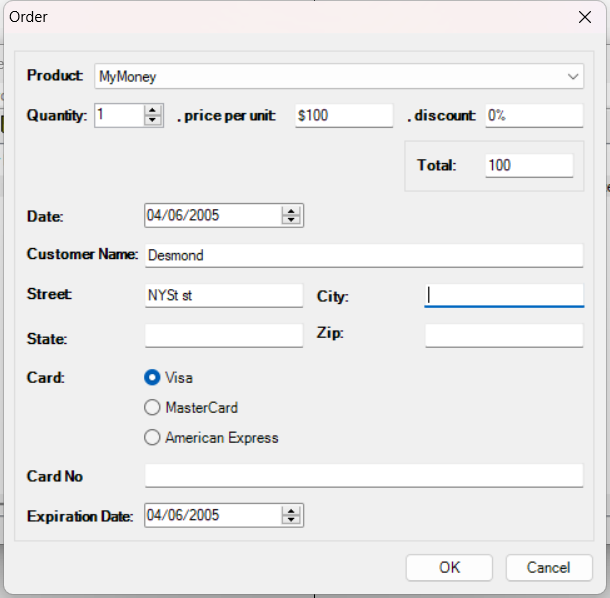 Order
Product: MyMoney
Quantity: 1 . price per unit: $100 . discount: 0%
Total: 100
Date: 04/06/2005
Customer Name: Desmond
Street: NYSt st City:
State: Zip:
Card: Visa
MasterCard
American Express
Card No
Expiration Date: 04/06/2005
OK Cancel